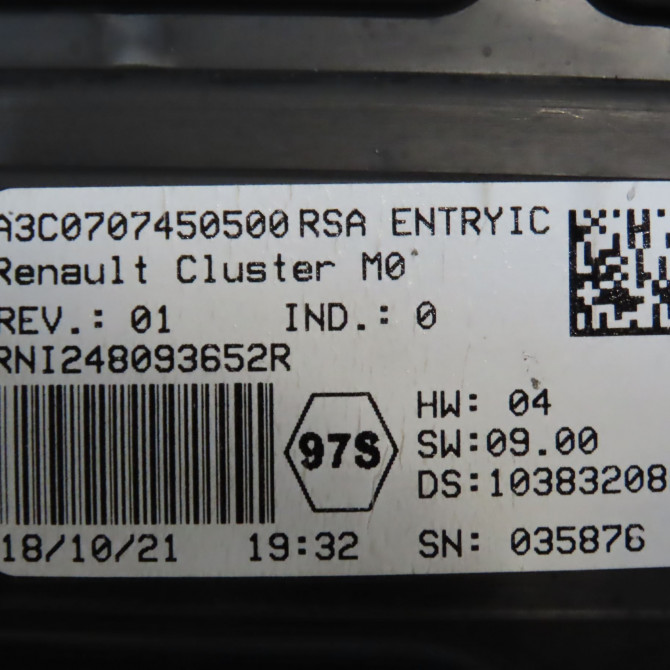 A3C0707450500 RSA ENTRYIC
Renault Cluster M0
REV.: 01 IND.: 0
RNI248093652R
97S
HW: 04
SW:09.00
DS:10383208
18/10/21 19:32 SN: 035876